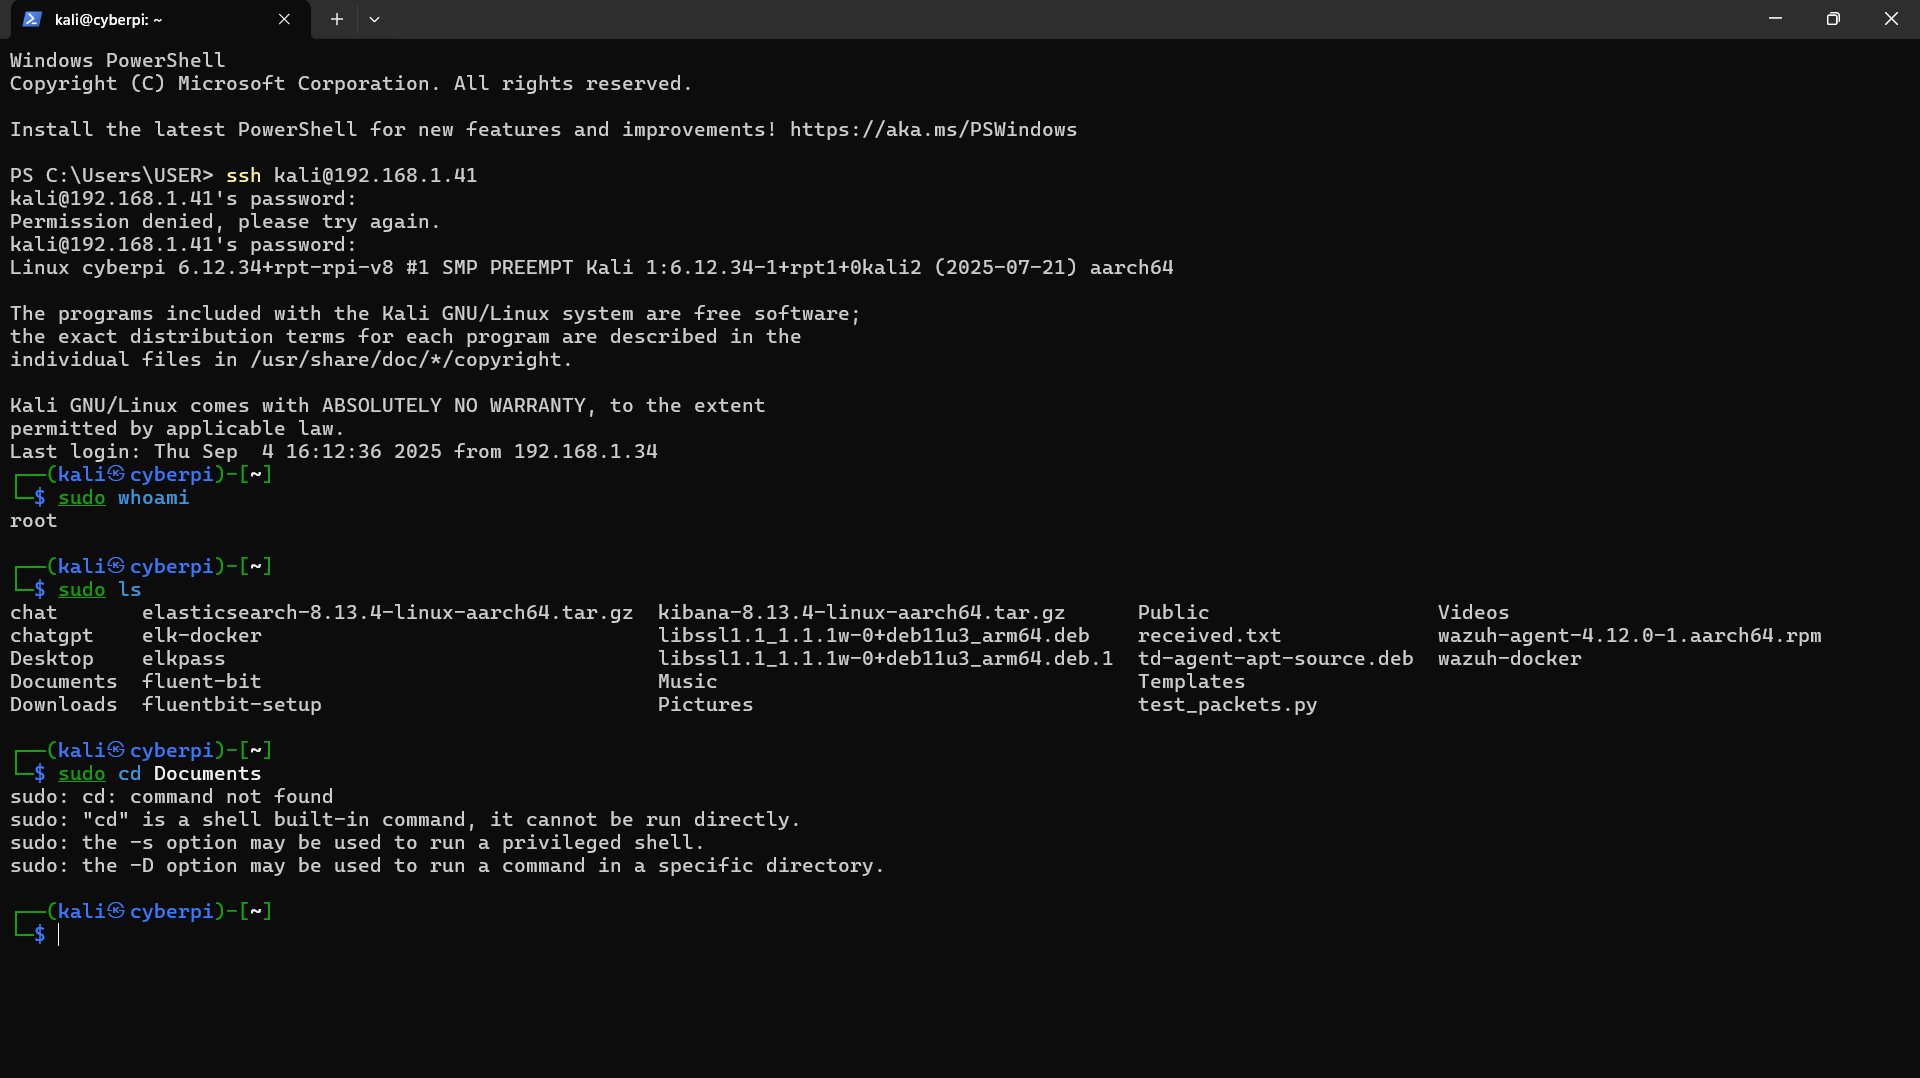 kali@cyberpi: ~
Windows PowerShell
Copyright (C) Microsoft Corporation. All rights reserved.
Install the latest PowerShell for new features and improvements! https://aka.ms/PSWindows
PS C:\Users\USER> ssh kali@192.168.1.41
kali@192.168.1.41's password:
Permission denied, please try again.
kali@192.168.1.41's password:
Linux cyberpi 6.12.34+rpt-rpi-v8 #1 SMP PREEMPT Kali 1:6.12.34-1+rpt1+0kali2 (2025-07-21) aarch64
The programs included with the Kali GNU/Linux system are free software;
the exact distribution terms for each program are described in the
individual files in /usr/share/doc/*/copyright.
Kali GNU/Linux comes with ABSOLUTELY NO WARRANTY, to the extent
permitted by applicable law.
Last login: Thu Sep  4 16:12:36 2025 from 192.168.1.34
┌──(kali㉿cyberpi)-[~]
└─$ sudo whoami
root
┌──(kali㉿cyberpi)-[~]
└─$ sudo ls
chat       elasticsearch-8.13.4-linux-aarch64.tar.gz  kibana-8.13.4-linux-aarch64.tar.gz      Public                   Videos
chatgpt    elk-docker                                 libssl1.1_1.1.1w-0+deb11u3_arm64.deb    received.txt             wazuh-agent-4.12.0-1.aarch64.rpm
Desktop    elkpass                                    libssl1.1_1.1.1w-0+deb11u3_arm64.deb.1  td-agent-apt-source.deb  wazuh-docker
Documents  fluent-bit                                 Music                                   Templates
Downloads  fluentbit-setup                            Pictures                                test_packets.py
┌──(kali㉿cyberpi)-[~]
└─$ sudo cd Documents
sudo: cd: command not found
sudo: "cd" is a shell built-in command, it cannot be run directly.
sudo: the -s option may be used to run a privileged shell.
sudo: the -D option may be used to run a command in a specific directory.
┌──(kali㉿cyberpi)-[~]
└─$